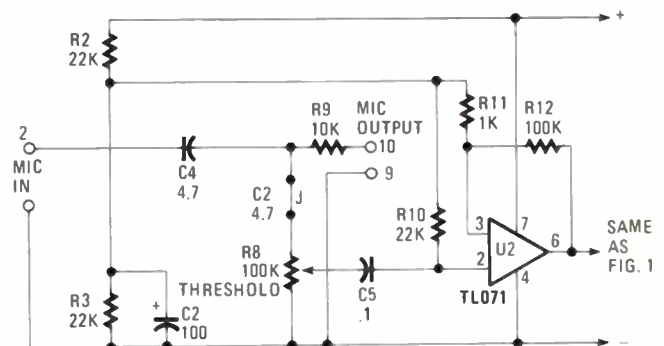 +
R2
22K
R9
10K
MIC
OUTPUT
R11
1K
R12
100K
2
10
MIC
IN
C4
4.7
9
C2
4.7
J
R10
22K
3
7
U2
6
2
4
TL071
SAME
AS
FIG. 1
R8
100K
THRESHOLD
C5
.1
R3
22K
+
C2
100
−